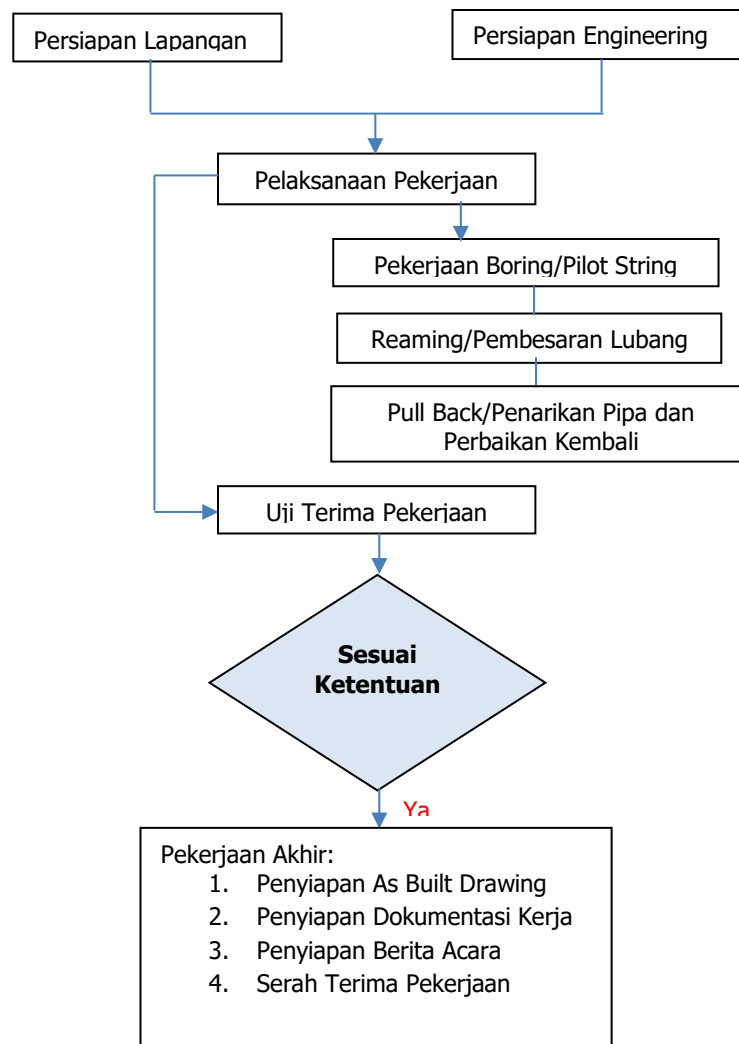 Persiapan Lapangan
Persiapan Engineering
Pelaksanaan Pekerjaan
Pekerjaan Boring/Pilot String
Reaming/Pembesaran Lubang
Pull Back/Penarikan Pipa dan
Perbaikan Kembali
Uji Terima Pekerjaan
Sesuai
Ketentuan
Ya
Pekerjaan Akhir:
1. Penyiapan As Built Drawing
2. Penyiapan Dokumentasi Kerja
3. Penyiapan Berita Acara
4. Serah Terima Pekerjaan